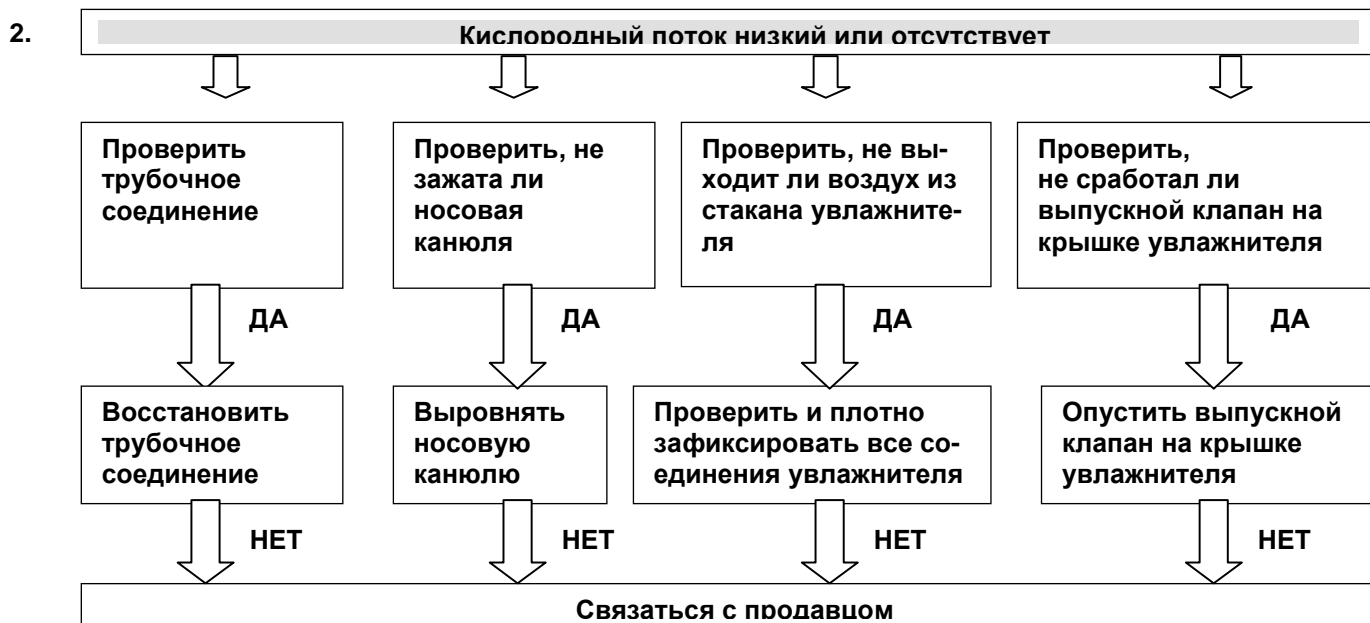 2.
Кислородный поток низкий или отсутствует
Проверить
трубочное
соединение
Проверить, не
зажата ли
носовая
канюля
Проверить, не вы-
ходит ли воздух из
стакана увлажните-
ля
Проверить,
не сработал ли
выпускной клапан на
крышке увлажнителя
ДА
ДА
ДА
ДА
Восстановить
трубочное
соединение
Выровнять
носовую
канюлю
Проверить и плотно
зафиксировать все со-
единения увлажнителя
Опустить выпускной
клапан на крышке
увлажнителя
НЕТ
НЕТ
НЕТ
НЕТ
Связаться с продавцом